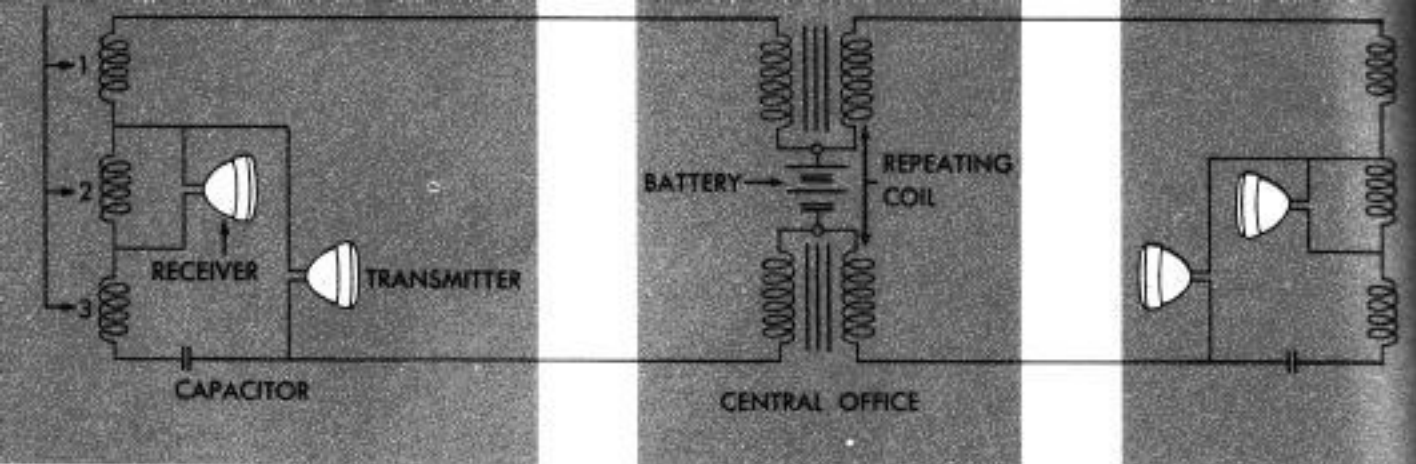 1
2
3
RECEIVER
TRANSMITTER
CAPACITOR
BATTERY
REPEATING
COIL
CENTRAL OFFICE